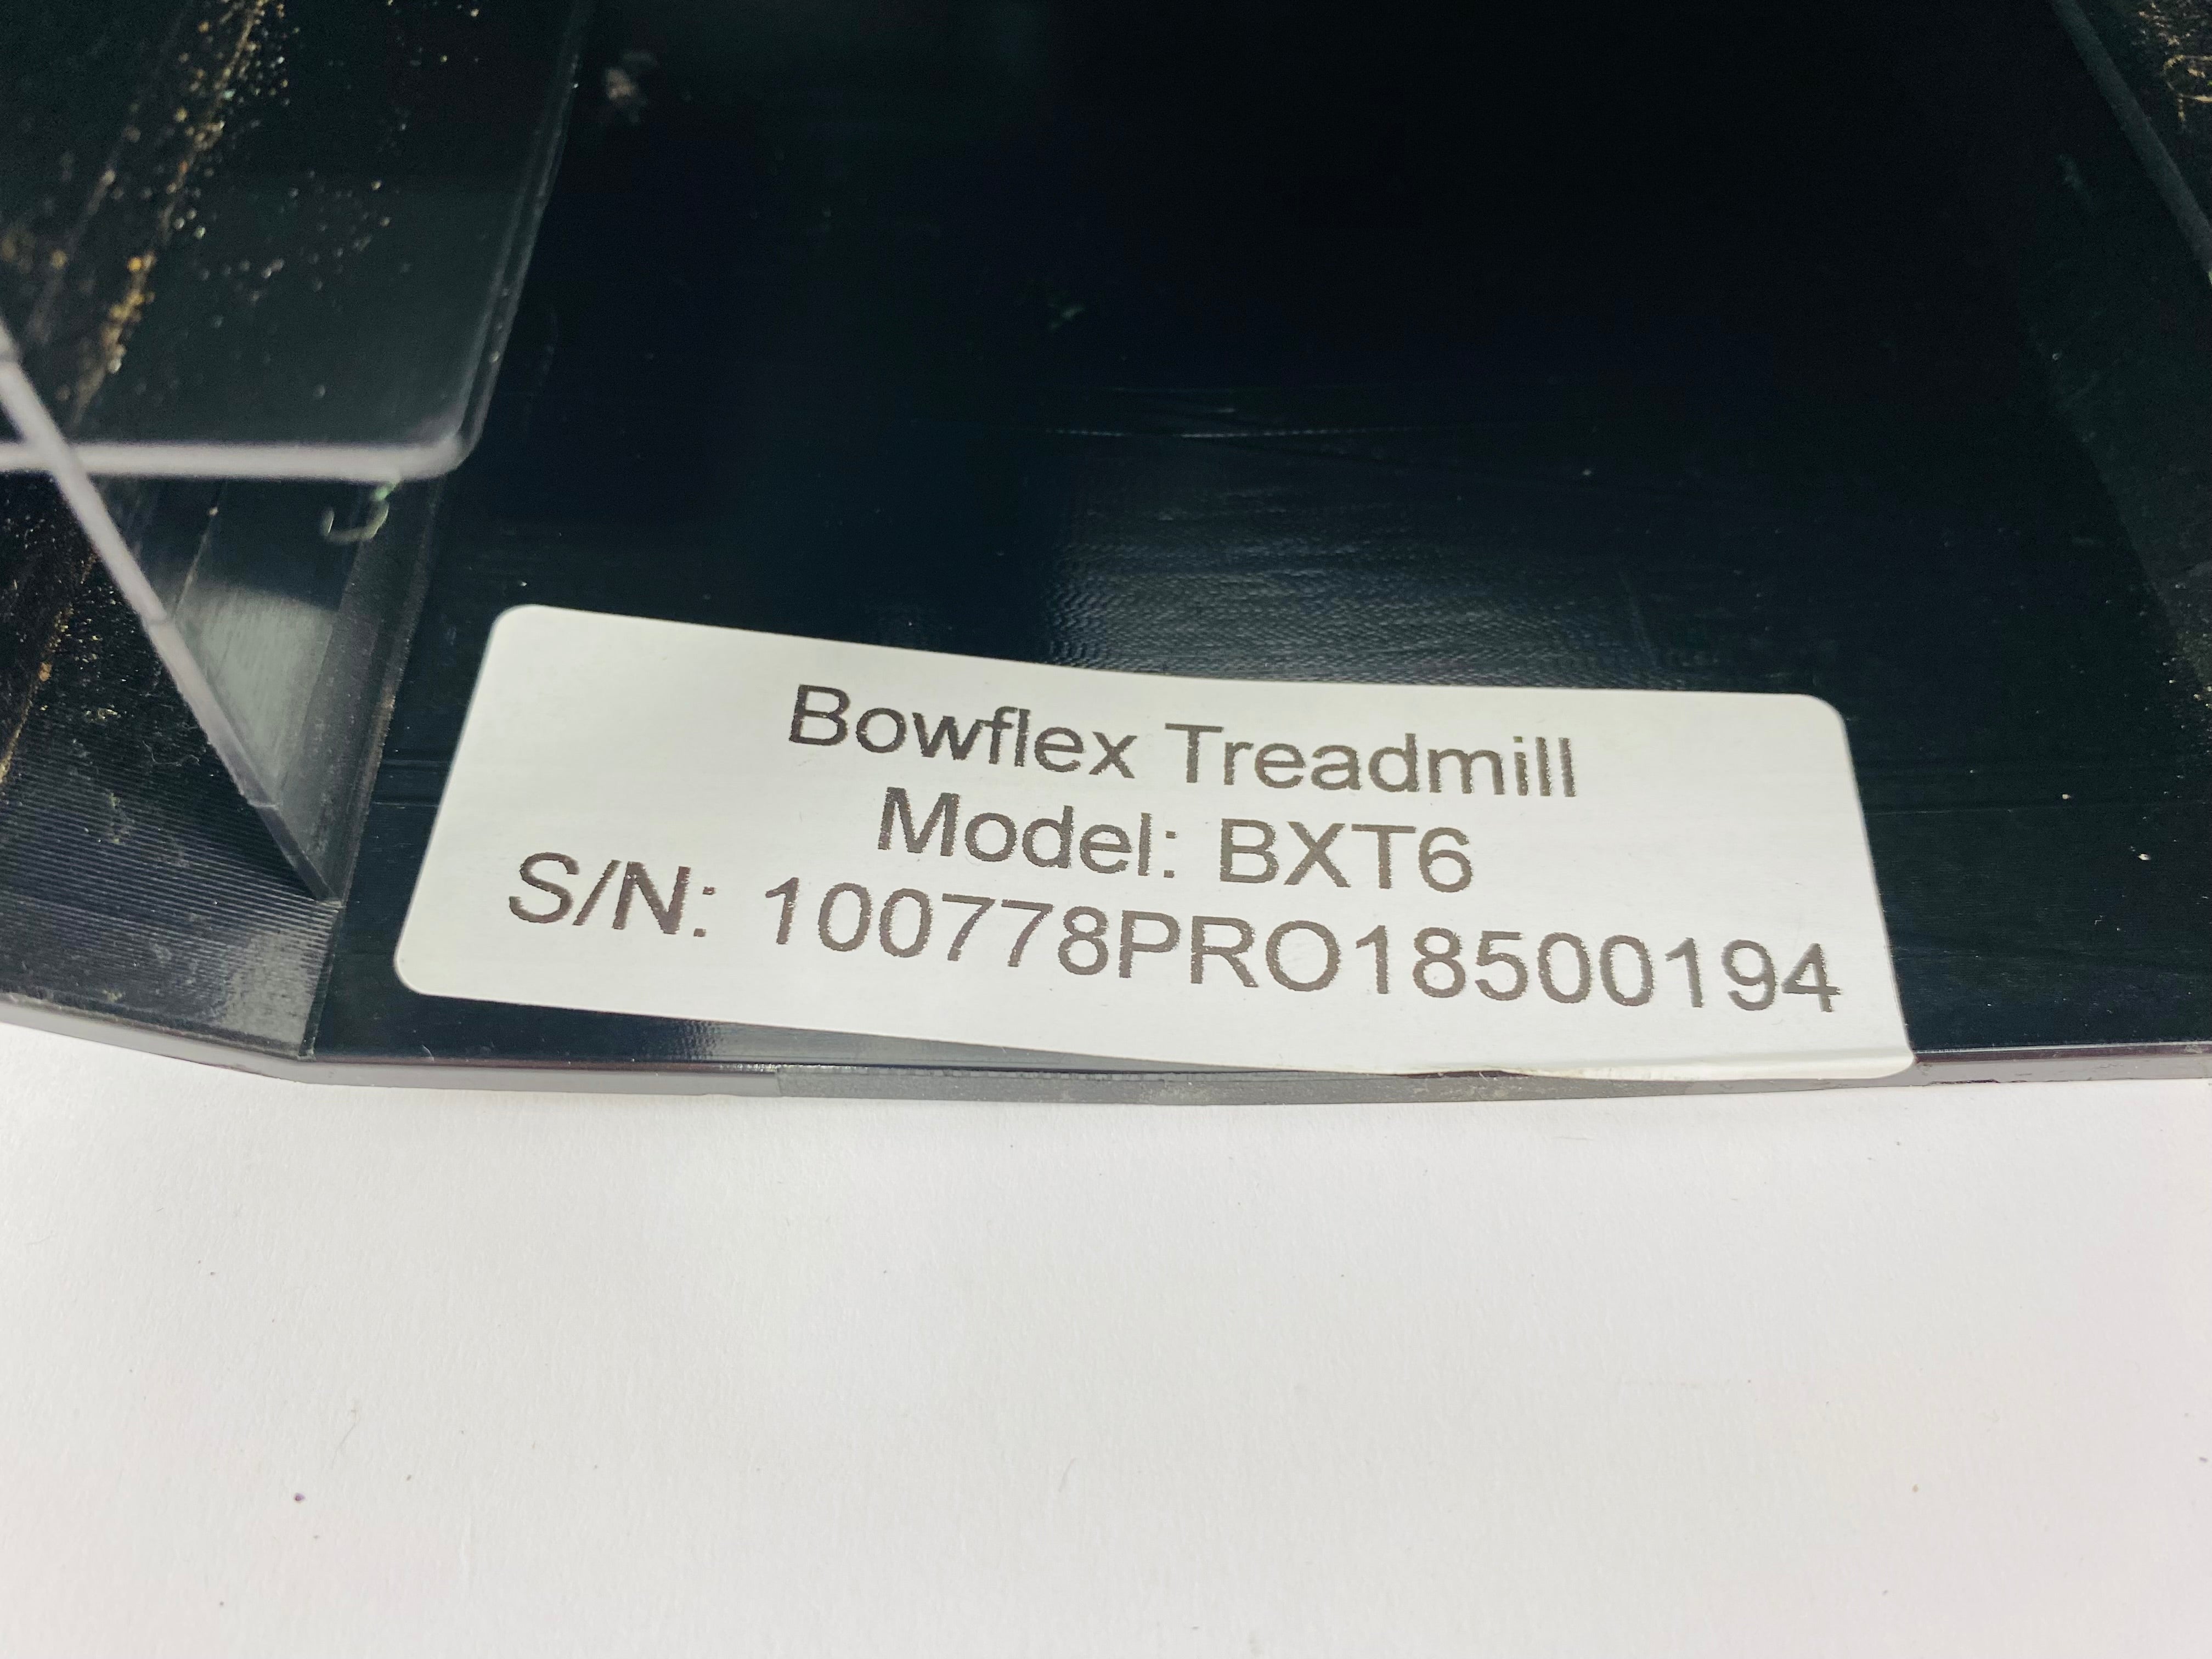 Bowflex Treadmill
Model: BXT6
S/N: 100778PRO18500194